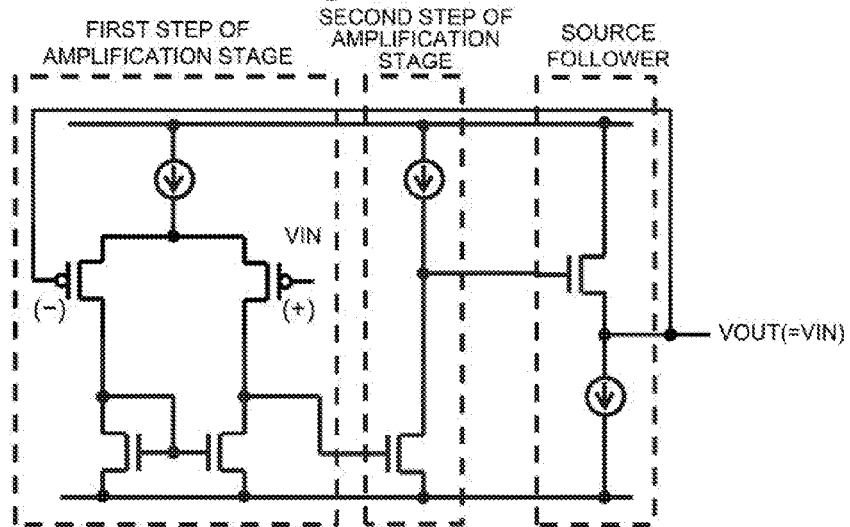 FIRST STEP OF
AMPLIFICATION STAGE
SECOND STEP OF
AMPLIFICATION
STAGE
SOURCE
FOLLOWER
VIN
(−)
(+)
VOUT(=VIN)